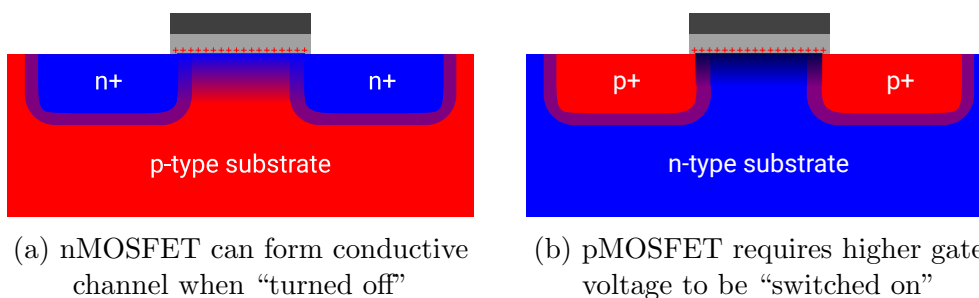 n+
n+
p-type substrate
p+
p+
n-type substrate
(a) nMOSFET can form conductive
channel when “turned off”
(b) pMOSFET requires higher gate
voltage to be “switched on”